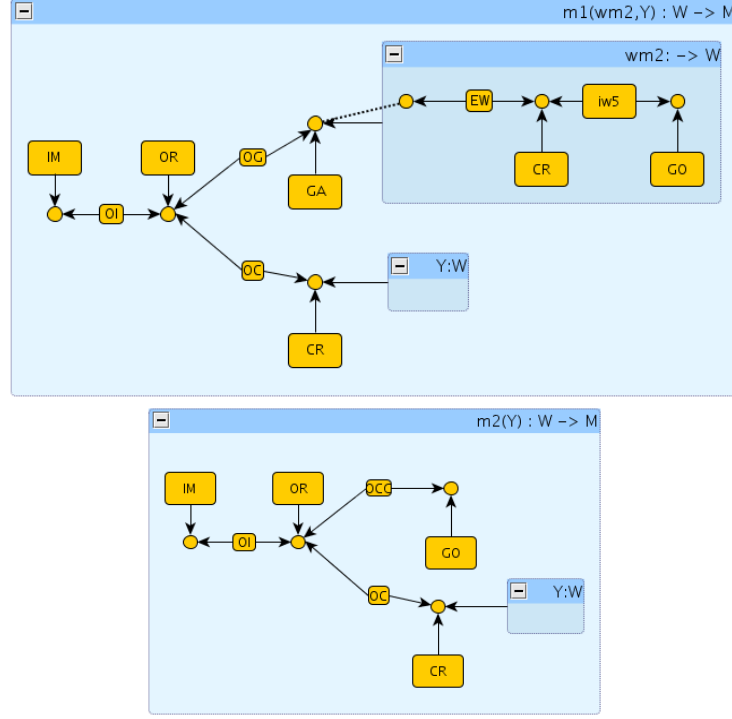 m1(wm2,Y) : W -> M
wm2: -> W
EW
iw5
IM
OR
OG
CR
GO
GA
OI
OC
Y:W
CR
m2(Y) : W -> M
IM
OR
OCC
OI
GO
OC
Y:W
CR